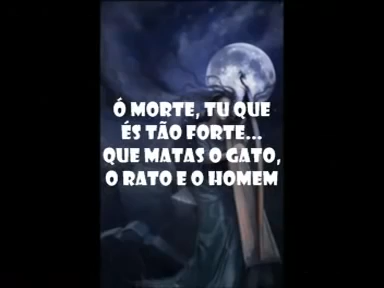 Ó MORTE, TU QUE
ÉS TÃO FORTE...
QUE MATAS O GATO,
O RATO E O HOMEM